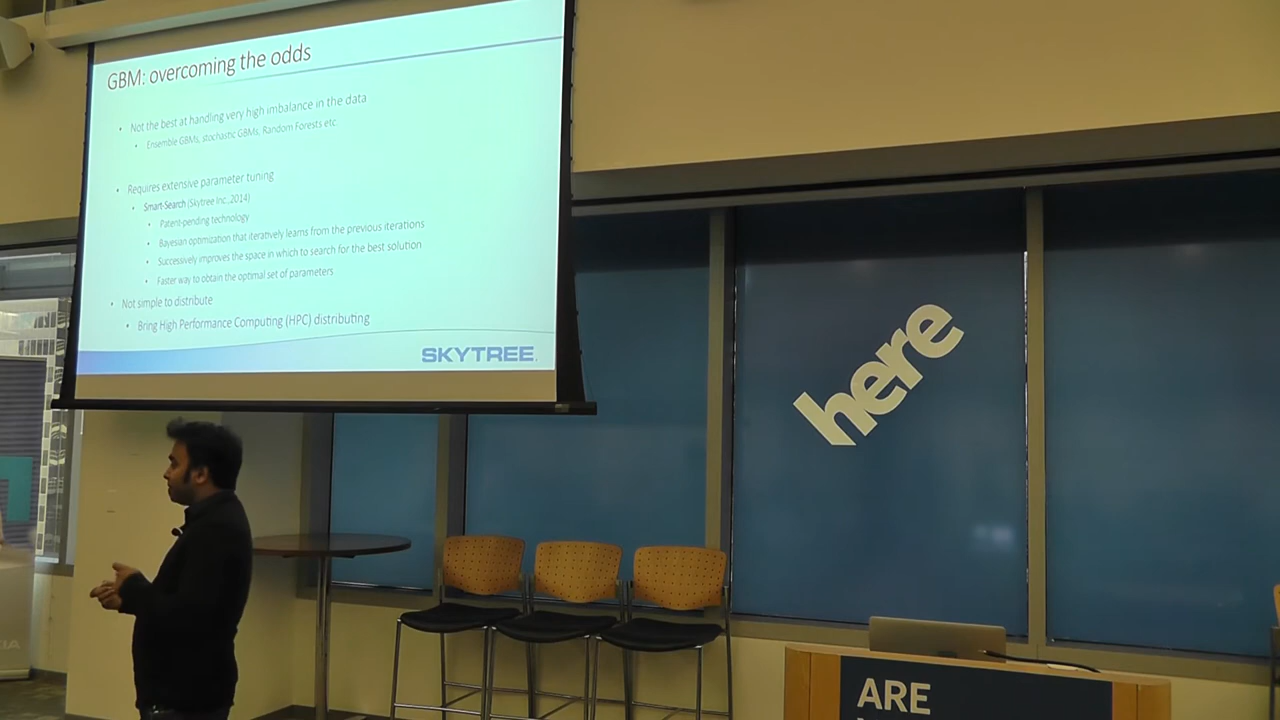 GBM: overcoming the odds
• Not the best at handling very high imbalance in the data
• Ensemble GBMs, stochastic GBMs, Random Forests etc.
• Requires extensive parameter tuning
• Smart-Search (Skytree Inc.,2014)
• Patent-pending technology
• Bayesian optimization that iteratively learns from the previous iterations
• Successively improves the space in which to search for the best solution
• Faster way to obtain the optimal set of parameters
• Not simple to distribute
• Bring High Performance Computing (HPC) distributing
SKYTREE
here
ARE